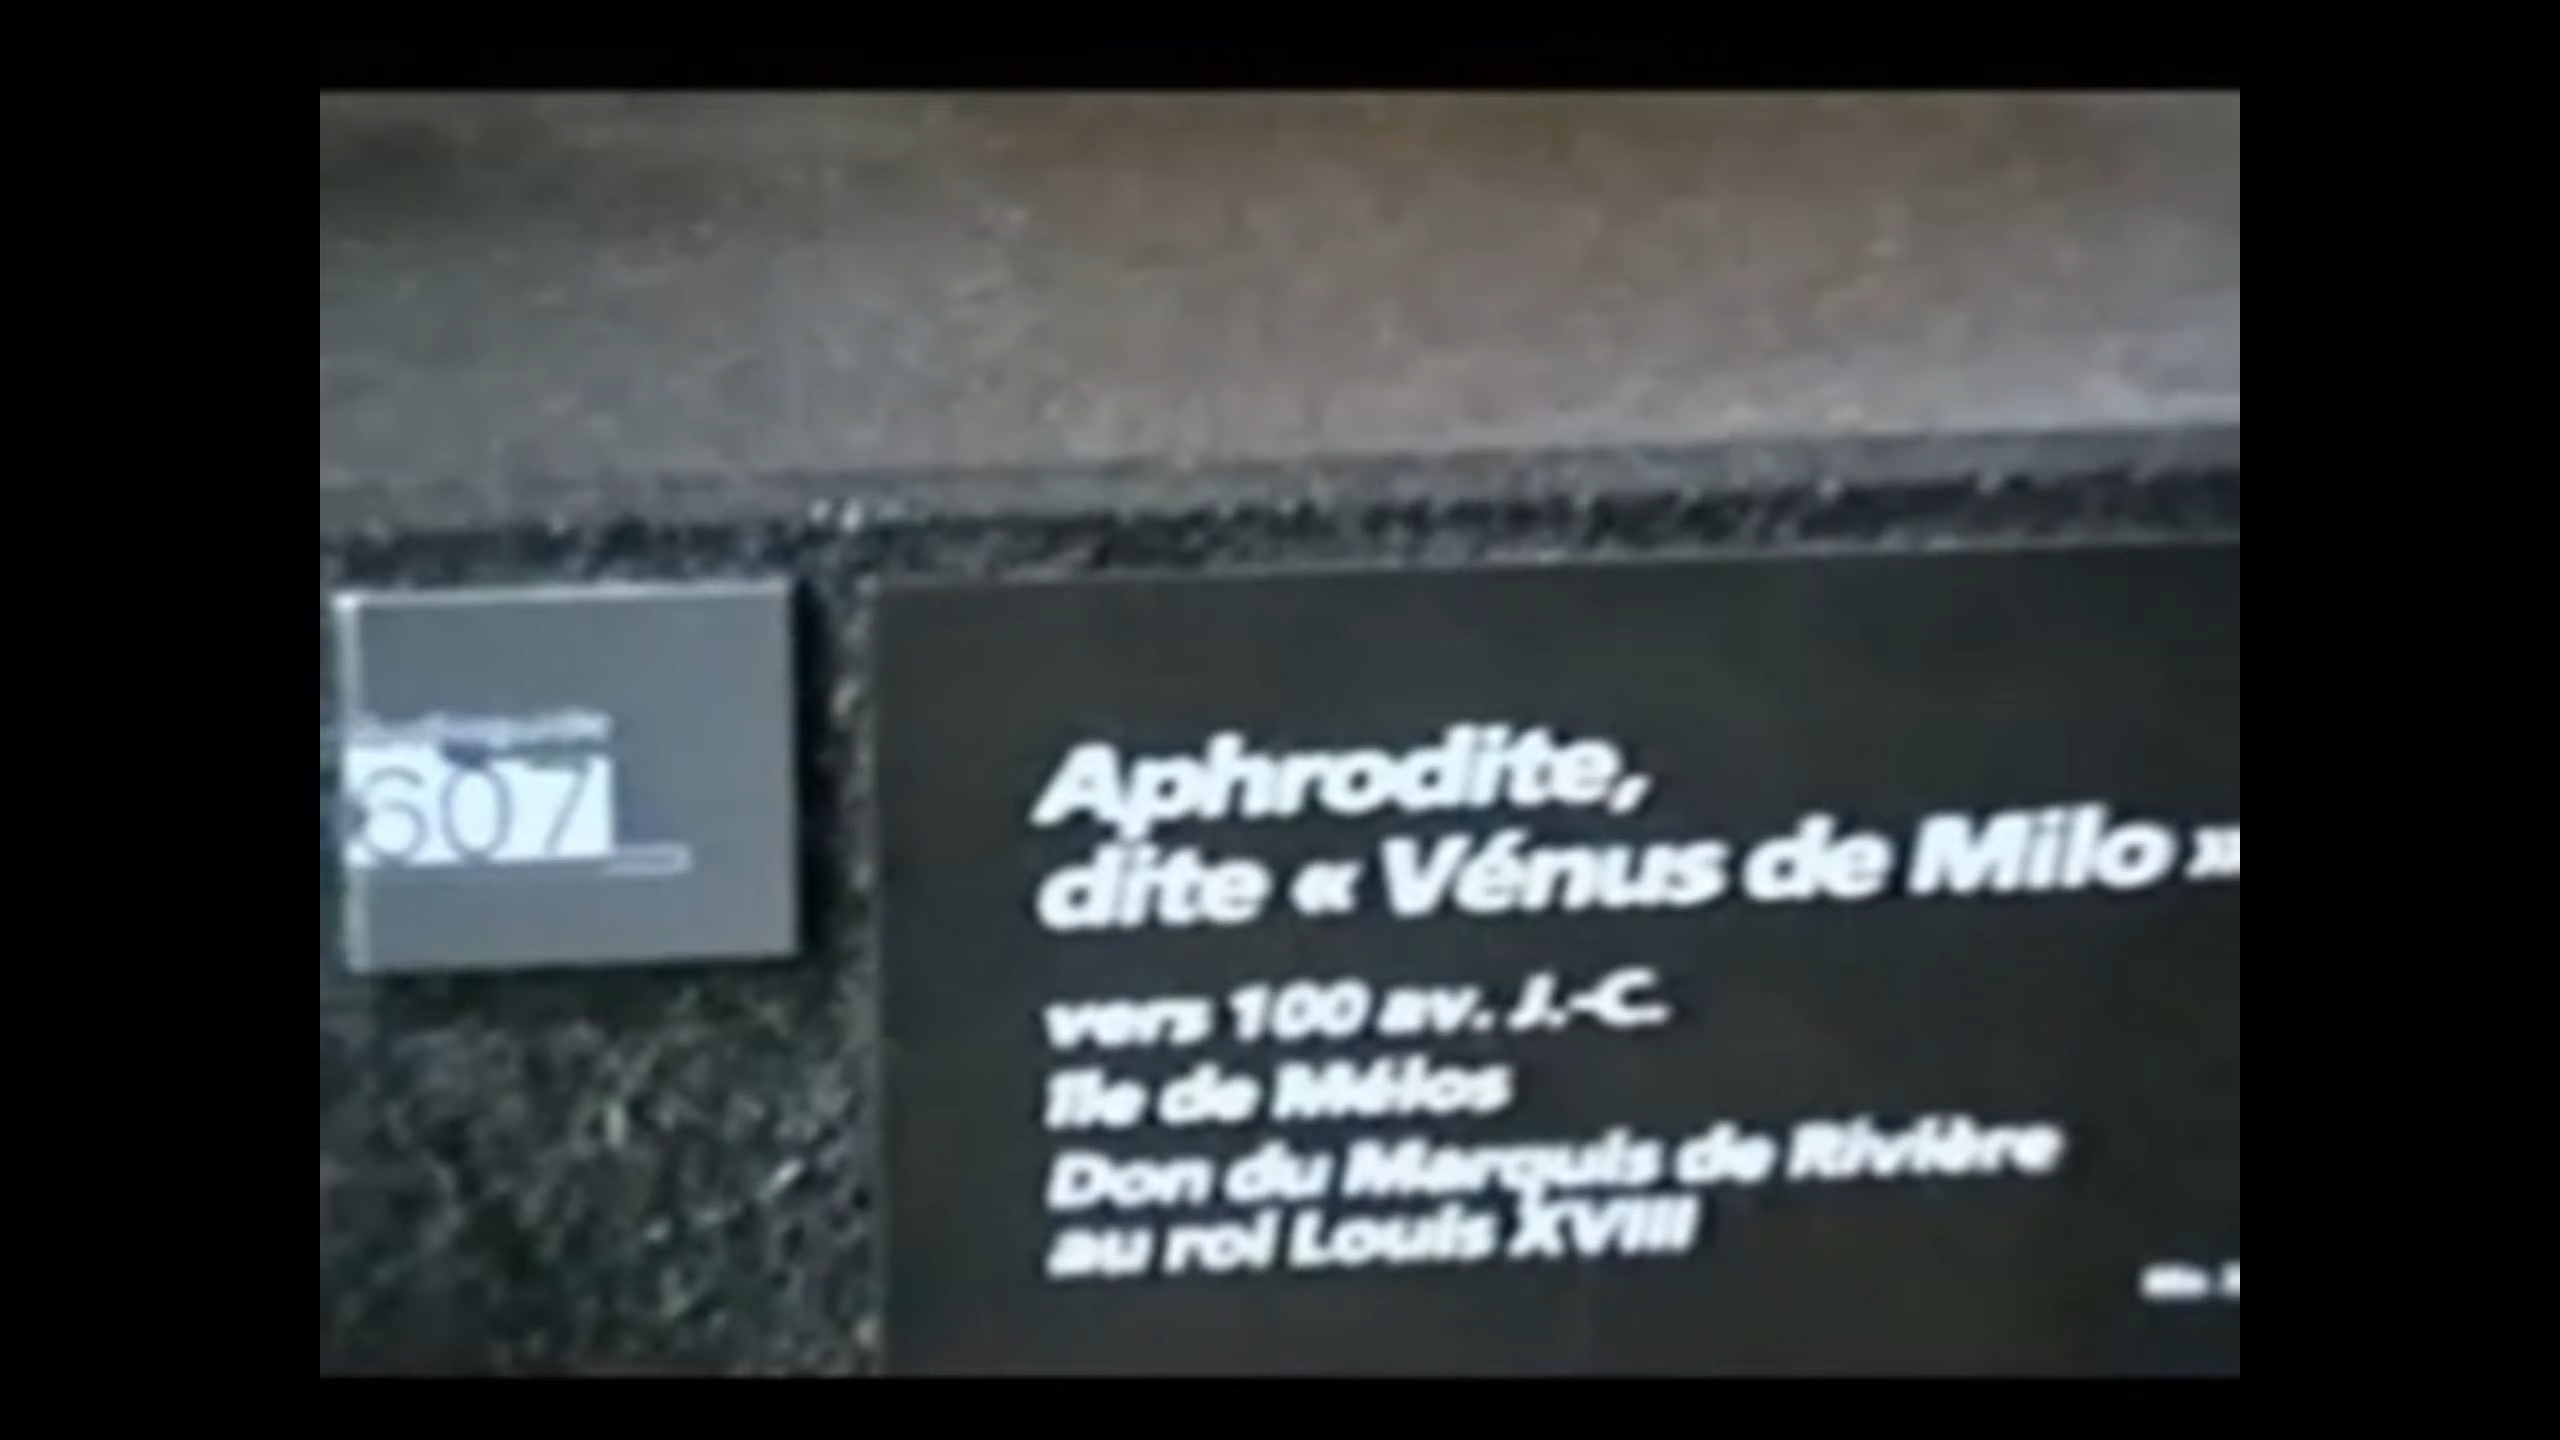 607
Aphrodite,
dite « Vénus de Milo »
vers 100 av. J.-C.
île de Mélos
Don du Marquis de Rivière
au roi Louis XVIII